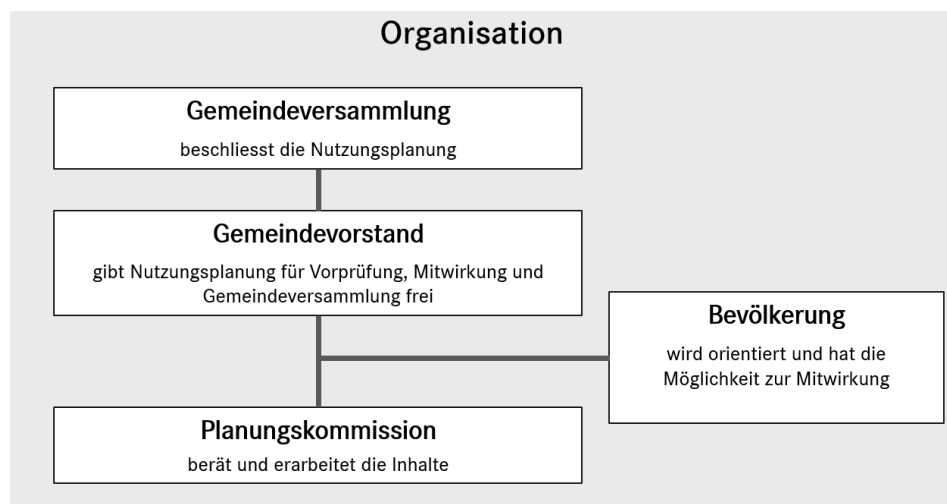 Organisation
Gemeindeversammlung
beschliesst die Nutzungsplanung
Gemeindevorstand
gibt Nutzungsplanung für Vorprüfung, Mitwirkung und
Gemeindeversammlung frei
Bevölkerung
wird orientiert und hat die
Möglichkeit zur Mitwirkung
Planungskommission
berät und erarbeitet die Inhalte